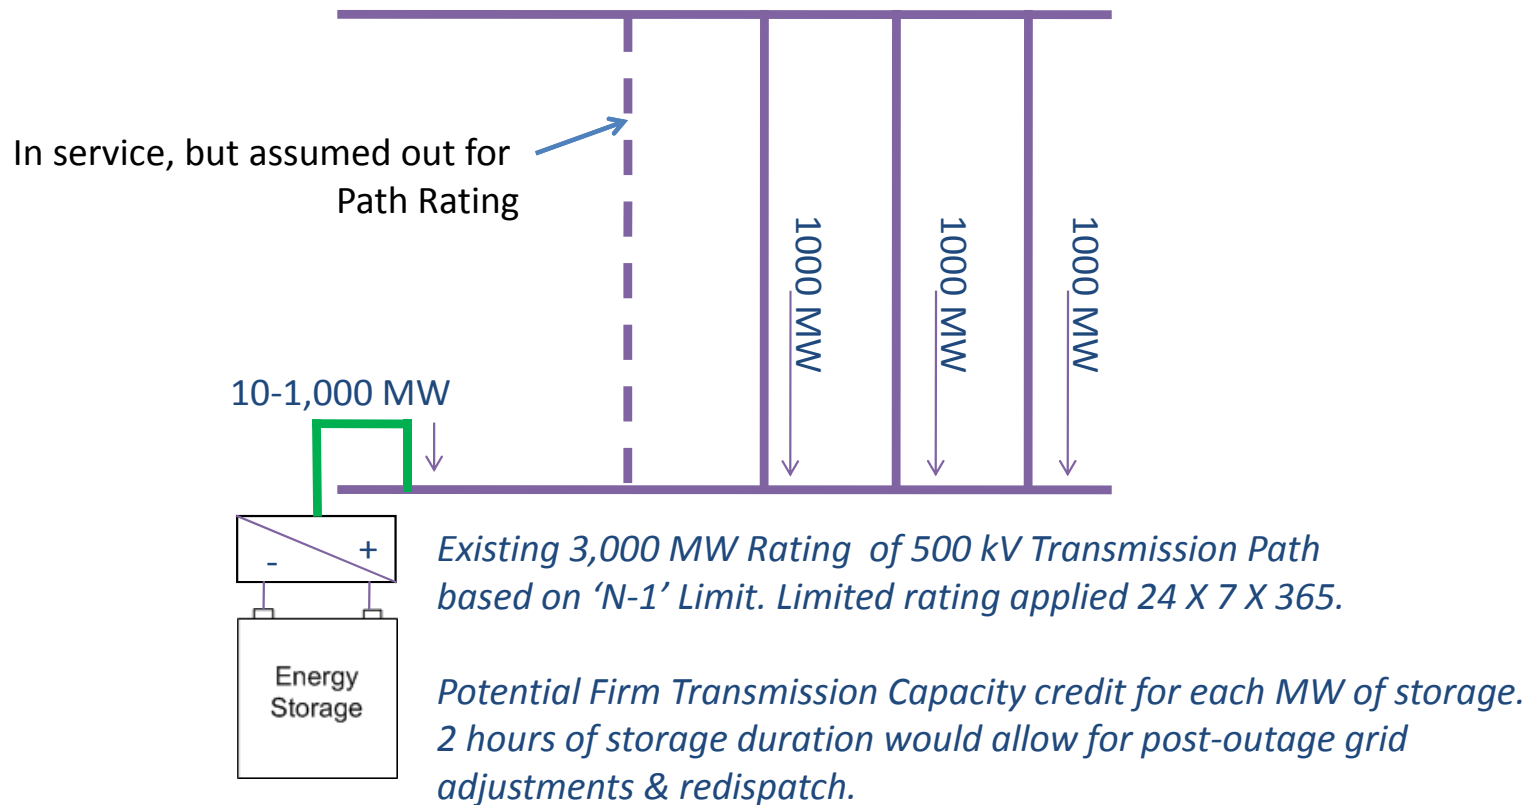 In service, but assumed out for
Path Rating
1000 MW
1000 MW
1000 MW
10-1,000 MW
- +
Energy
Storage
Existing 3,000 MW Rating of 500 kV Transmission Path
based on ‘N-1’ Limit. Limited rating applied 24 X 7 X 365.
Potential Firm Transmission Capacity credit for each MW of storage.
2 hours of storage duration would allow for post-outage grid
adjustments & redispatch.